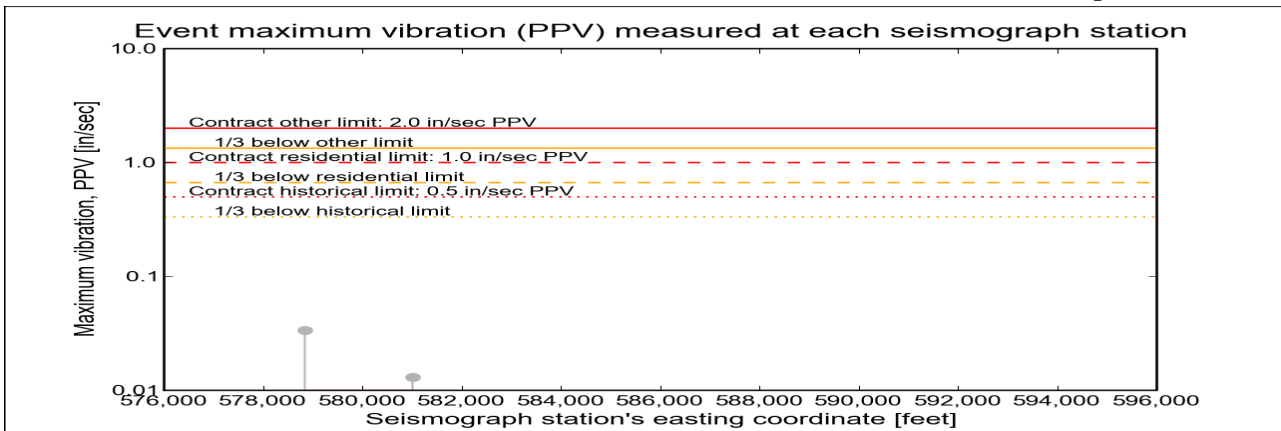 Event maximum vibration (PPV) measured at each seismograph station
Maximum vibration, PPV [in/sec]
10.0
Contract other limit: 2.0 in/sec PPV
1/3 below other limit
1.0
Contract residential limit: 1.0 in/sec PPV
1/3 below residential limit
Contract historical limit; 0.5 in/sec PPV
1/3 below historical limit
0.1
0.01
576,000 578,000 580,000 582,000 584,000 586,000 588,000 590,000 592,000 594,000 596,000
Seismograph station's easting coordinate [feet]